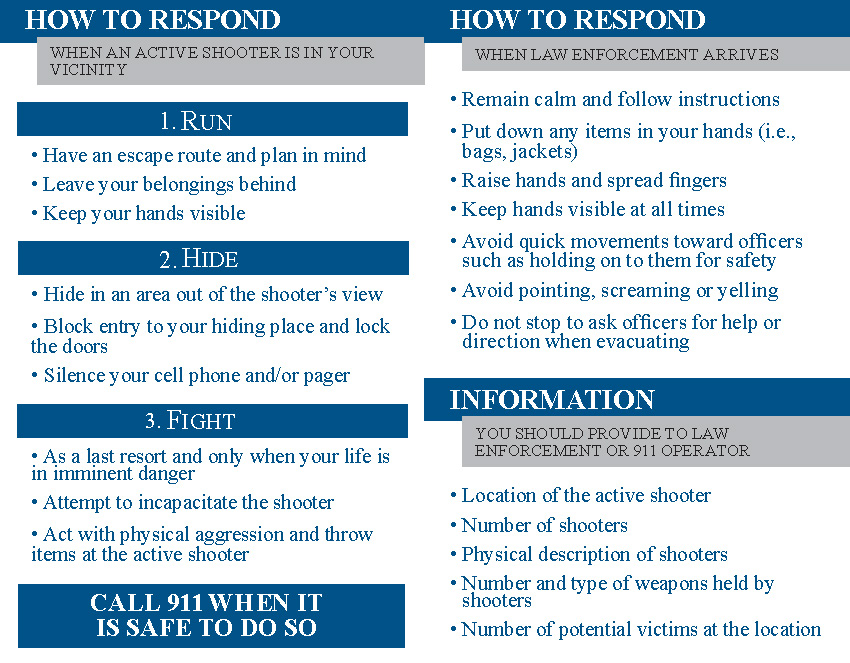 HOW TO RESPOND
WHEN AN ACTIVE SHOOTER IS IN YOUR
VICINITY
1. RUN
• Have an escape route and plan in mind
• Leave your belongings behind
• Keep your hands visible
2. HIDE
• Hide in an area out of the shooter's view
• Block entry to your hiding place and lock
the doors
• Silence your cell phone and/or pager
3. FIGHT
• As a last resort and only when your life is
in imminent danger
• Attempt to incapacitate the shooter
• Act with physical aggression and throw
items at the active shooter
CALL 911 WHEN IT
IS SAFE TO DO SO
HOW TO RESPOND
WHEN LAW ENFORCEMENT ARRIVES
• Remain calm and follow instructions
• Put down any items in your hands (i.e.,
bags, jackets)
• Raise hands and spread fingers
• Keep hands visible at all times
• Avoid quick movements toward officers
such as holding on to them for safety
• Avoid pointing, screaming or yelling
• Do not stop to ask officers for help or
direction when evacuating
INFORMATION
YOU SHOULD PROVIDE TO LAW
ENFORCEMENT OR 911 OPERATOR
• Location of the active shooter
• Number of shooters
• Physical description of shooters
• Number and type of weapons held by
shooters
• Number of potential victims at the location